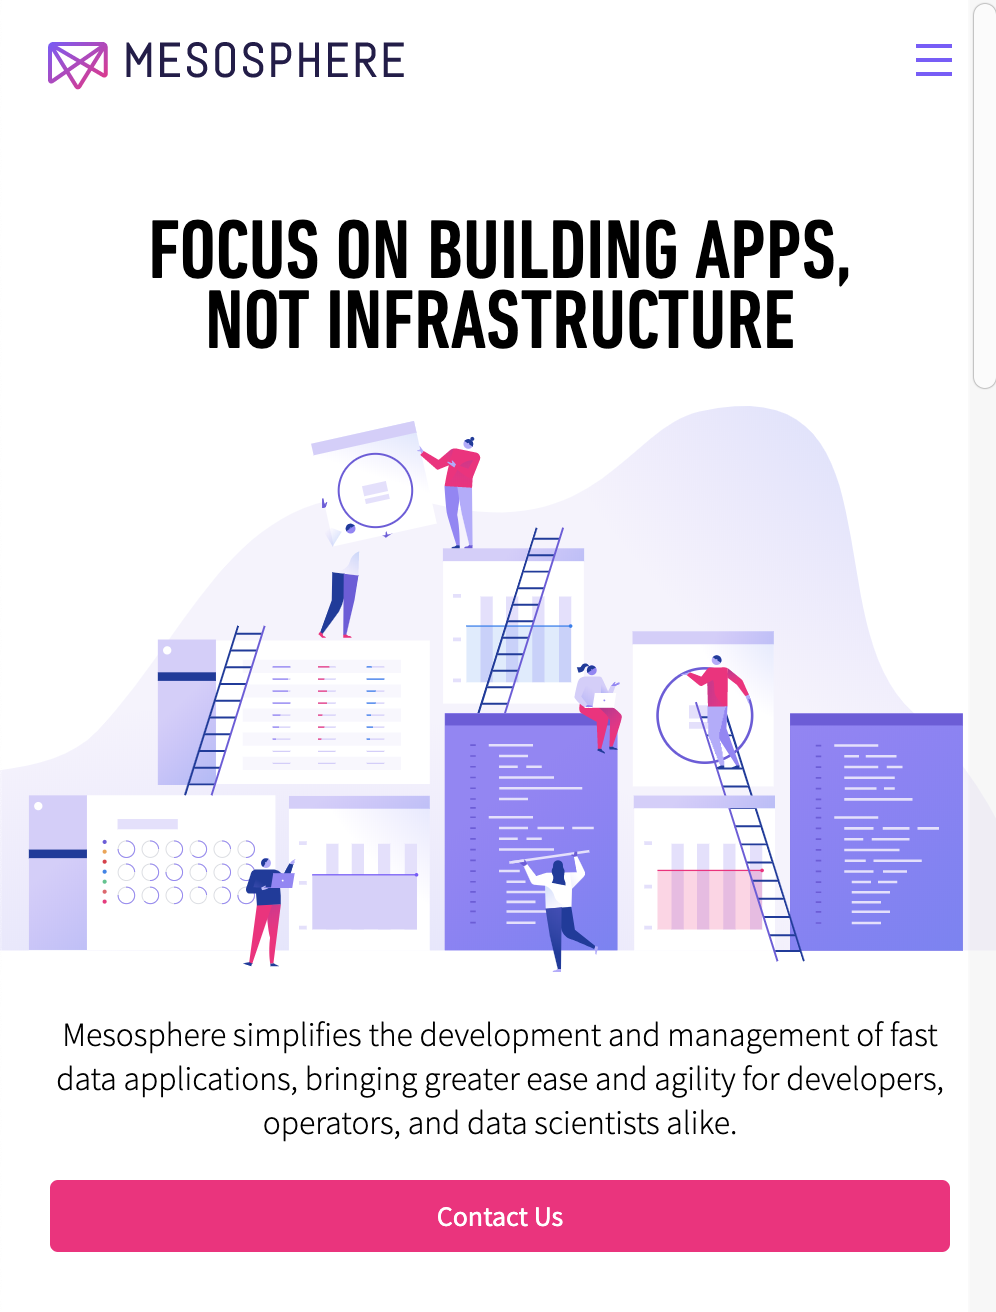 MESOSPHERE
FOCUS ON BUILDING APPS,
NOT INFRASTRUCTURE
Mesosphere simplifies the development and management of fast
data applications, bringing greater ease and agility for developers,
operators, and data scientists alike.
Contact Us